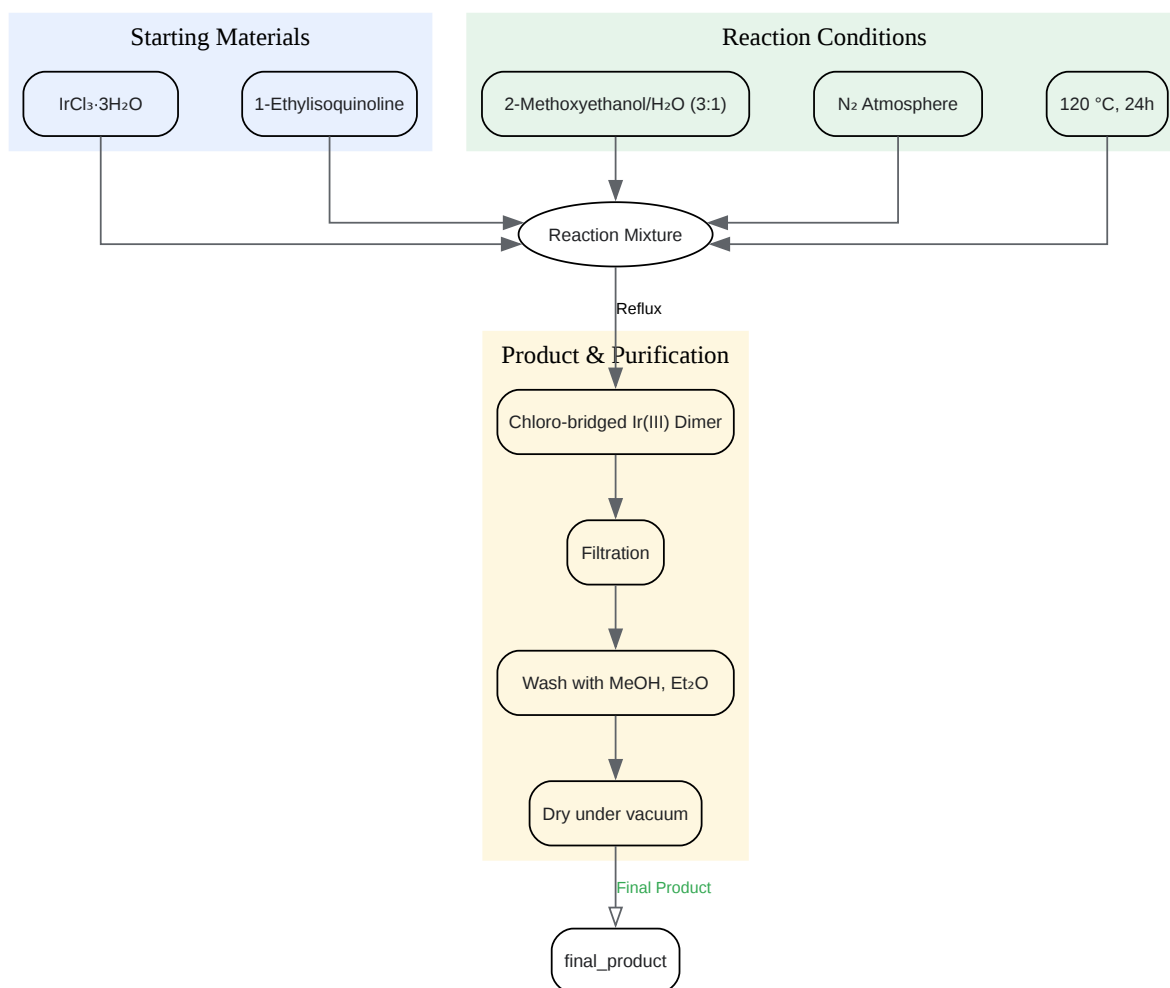 Starting Materials
Reaction Conditions
IrCl₃·3H₂O
1-Ethylisoquinoline
2-Methoxyethanol/H₂O (3:1)
N₂ Atmosphere
120 °C, 24h
Reaction Mixture
Reflux
Product & Purification
Chloro-bridged Ir(III) Dimer
Filtration
Wash with MeOH, Et₂O
Dry under vacuum
Final Product
final_product